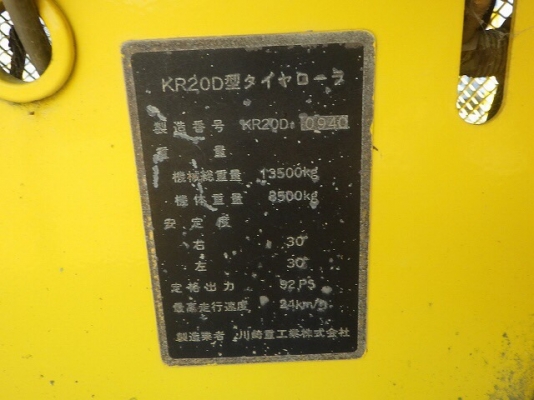 KR20D型タイヤローラ
製造番号 KR20D-0940
重量
機械総重量 13500kg
機体重量 8500kg
安定度
右 30°
左 30°
定格出力 92PS
最高走行速度 24km/h
製造業者 川崎重工業株式会社